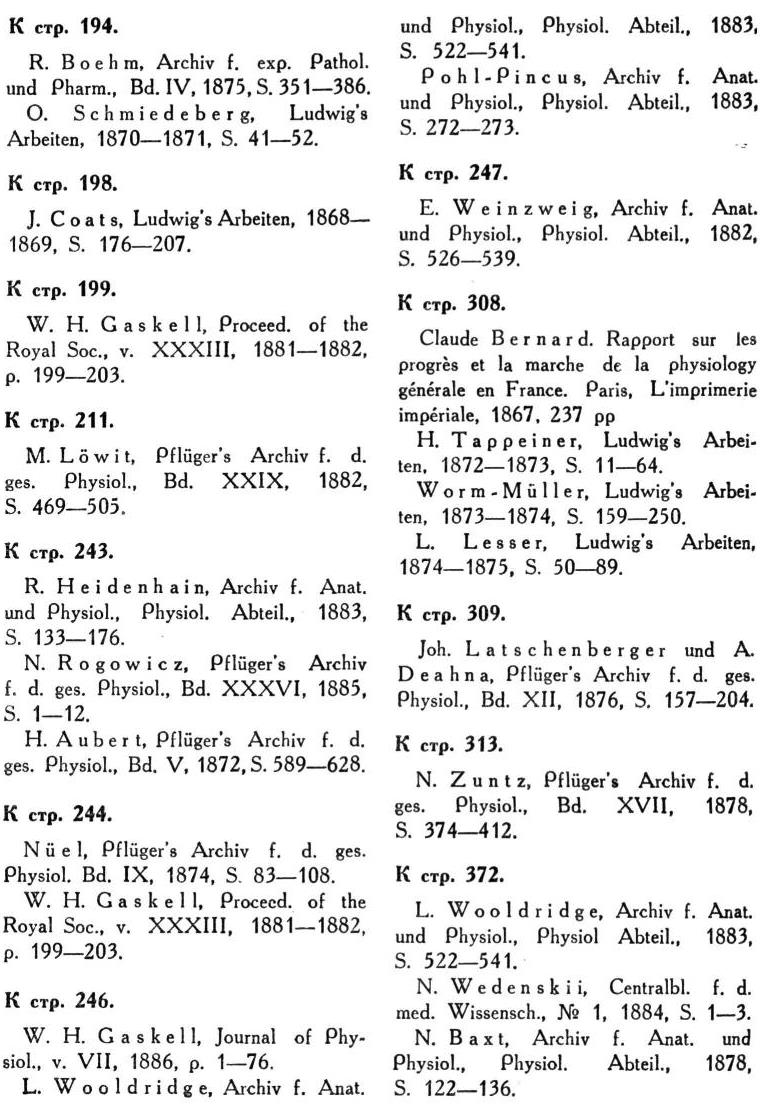 К стр. 194.
R. Boehm, Archiv f. exp. Pathol.
und Pharm., Bd. IV, 1875, S. 351—386.
O. Schmiedeberg, Ludwig's
Arbeiten, 1870—1871, S. 41—52.
К стр. 198.
J. Coats, Ludwig's Arbeiten, 1868—
1869, S. 176—207.
К стр. 199.
W. H. Gaskell, Proceed. of the
Royal Soc., v. XXXIII, 1881—1882,
p. 199—203.
К стр. 211.
M. Löwit, Pflüger's Archiv f. d.
ges. Physiol., Bd. XXIX, 1882,
S. 469—505.
К стр. 243.
R. Heidenhain, Archiv f. Anat.
und Physiol., Physiol. Abteil., 1883,
S. 133—176.
N. Rogowicz, Pflüger's Archiv
f. d. ges. Physiol., Bd. XXXVI, 1885,
S. 1—12.
H. Aubert, Pflüger's Archiv f. d.
ges. Physiol., Bd. V, 1872, S. 589—628.
К стр. 244.
Nüel, Pflüger's Archiv f. d. ges.
Physiol. Bd. IX, 1874, S. 83—108.
W. H. Gaskell, Proceed. of the
Royal Soc., v. XXXIII, 1881—1882,
p. 199—203.
К стр. 246.
W. H. Gaskell, Journal of Phy-
siol., v. VII, 1886, p. 1—76.
L. Wooldridge, Archiv f. Anat.
und Physiol., Physiol. Abteil., 1883,
S. 522—541.
Pohl-Pincus, Archiv f. Anat.
und Physiol., Physiol. Abteil., 1883,
S. 272—273.
К стр. 247.
E. Weinzweig, Archiv f. Anat.
und Physiol., Physiol. Abteil., 1882,
S. 526—539.
К стр. 308.
Claude Bernard. Rapport sur les
progrès et la marche de la physiology
générale en France. Paris, L'imprimerie
impériale, 1867, 237 pp
H. Tappeiner, Ludwig's Arbei-
ten, 1872—1873, S. 11—64.
Worm-Müller, Ludwig's Arbei-
ten, 1873—1874, S. 159—250.
L. Lesser, Ludwig's Arbeiten,
1874—1875, S. 50—89.
К стр. 309.
Joh. Latschenberger und A.
Deahna, Pflüger's Archiv f. d. ges.
Physiol., Bd. XII, 1876, S. 157—204.
К стр. 313.
N. Zuntz, Pflüger's Archiv f. d.
ges. Physiol., Bd. XVII, 1878,
S. 374—412.
К стр. 372.
L. Wooldridge, Archiv f. Anat.
und Physiol., Physiol Abteil., 1883,
S. 522—541.
N. Wedenskii, Centralbl. f. d.
med. Wissensch., № 1, 1884, S. 1—3.
N. Baxt, Archiv f. Anat. und
Physiol., Physiol. Abteil., 1878,
S. 122—136.